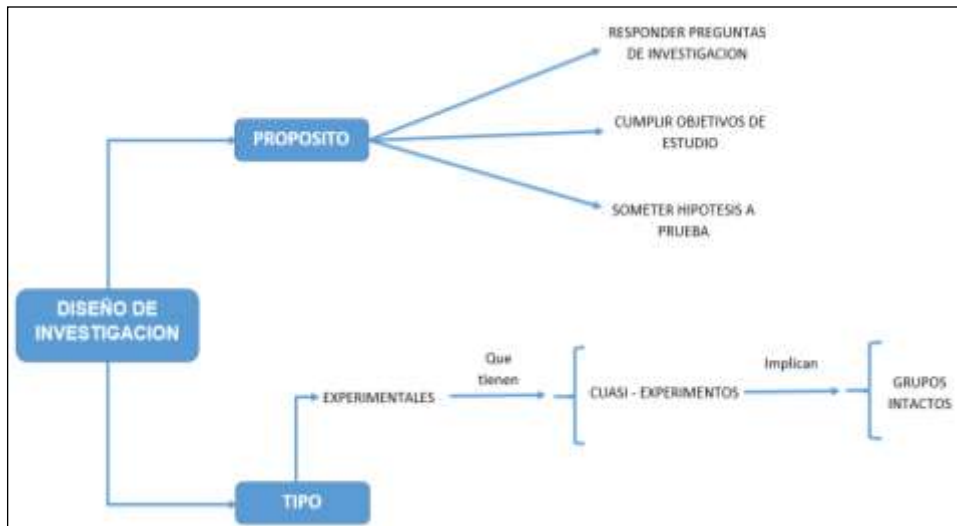 RESPONDER PREGUNTAS
DE INVESTIGACION
PROPOSITO
CUMPLIR OBJETIVOS DE
ESTUDIO
SOMETER HIPOTESIS A
PRUEBA
DISEÑO DE
INVESTIGACION
Que
tienen
Implican
EXPERIMENTALES
CUASI - EXPERIMENTOS
GRUPOS
INTACTOS
TIPO